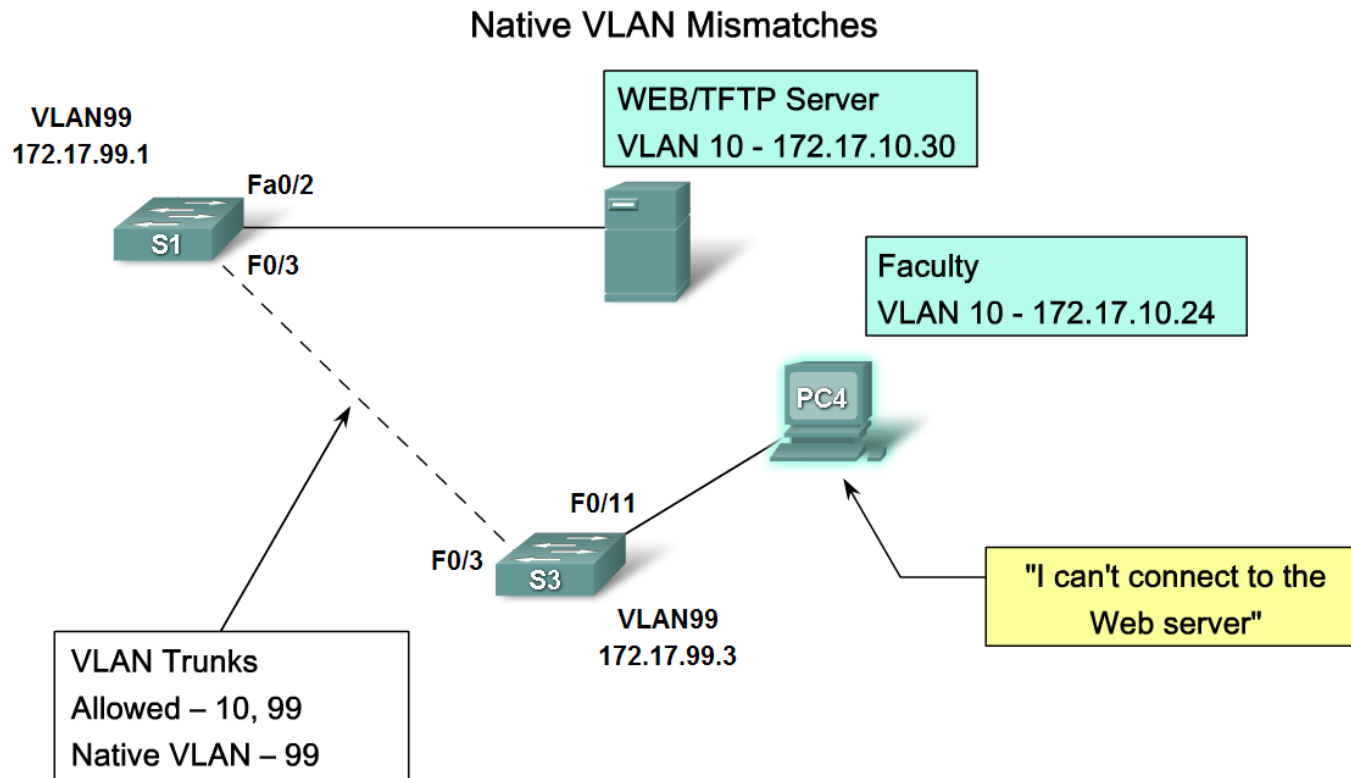 Native VLAN Mismatches
WEB/TFTP Server
VLAN 10 - 172.17.10.30
VLAN99
172.17.99.1
Fa0/2
S1
F0/3
Faculty
VLAN 10 - 172.17.10.24
PC4
F0/11
F0/3
S3
VLAN99
172.17.99.3
"I can't connect to the
Web server"
VLAN Trunks
Allowed – 10, 99
Native VLAN – 99